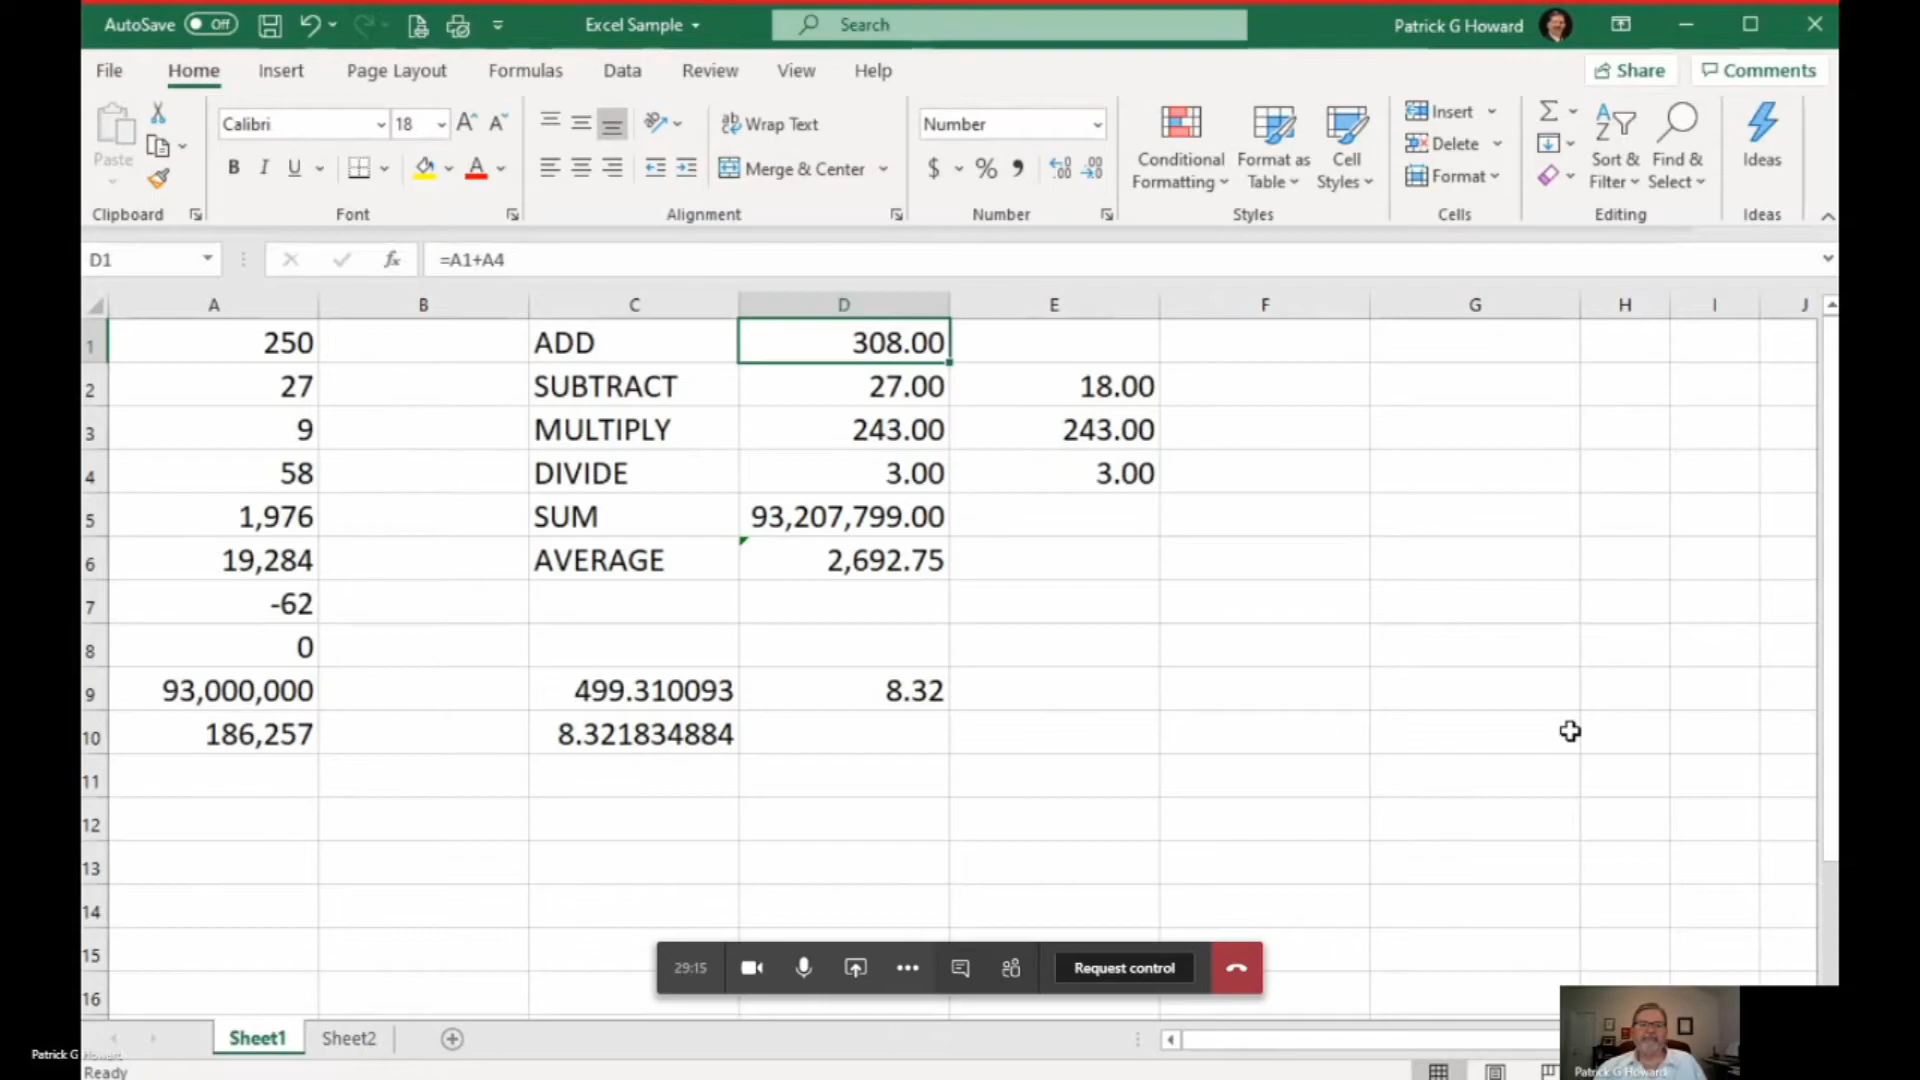 AutoSave Off Excel Sample Search Patrick G Howard
File Home Insert Page Layout Formulas Data Review View Help Share Comments
Paste Calibri 18 Wrap Text Number Conditional Formatting Format as Table Cell Styles Insert Sort & Filter Find & Select Ideas
B I U A Merge & Center $ % , Delete
Format
Clipboard Font Alignment Number Styles Cells Editing Ideas
D1 fx =A1+A4
A B C D E F G H I J
1 250 ADD 308.00
2 27 SUBTRACT 27.00 18.00
3 9 MULTIPLY 243.00 243.00
4 58 DIVIDE 3.00 3.00
5 1,976 SUM 93,207,799.00
6 19,284 AVERAGE 2,692.75
7 -62
8 0
9 93,000,000 499.310093 8.32
10 186,257 8.321834884
11
12
13
14
15
29:15 Request control
16
Sheet1 Sheet2
Patrick G Howard
Ready
Patrick G Howard